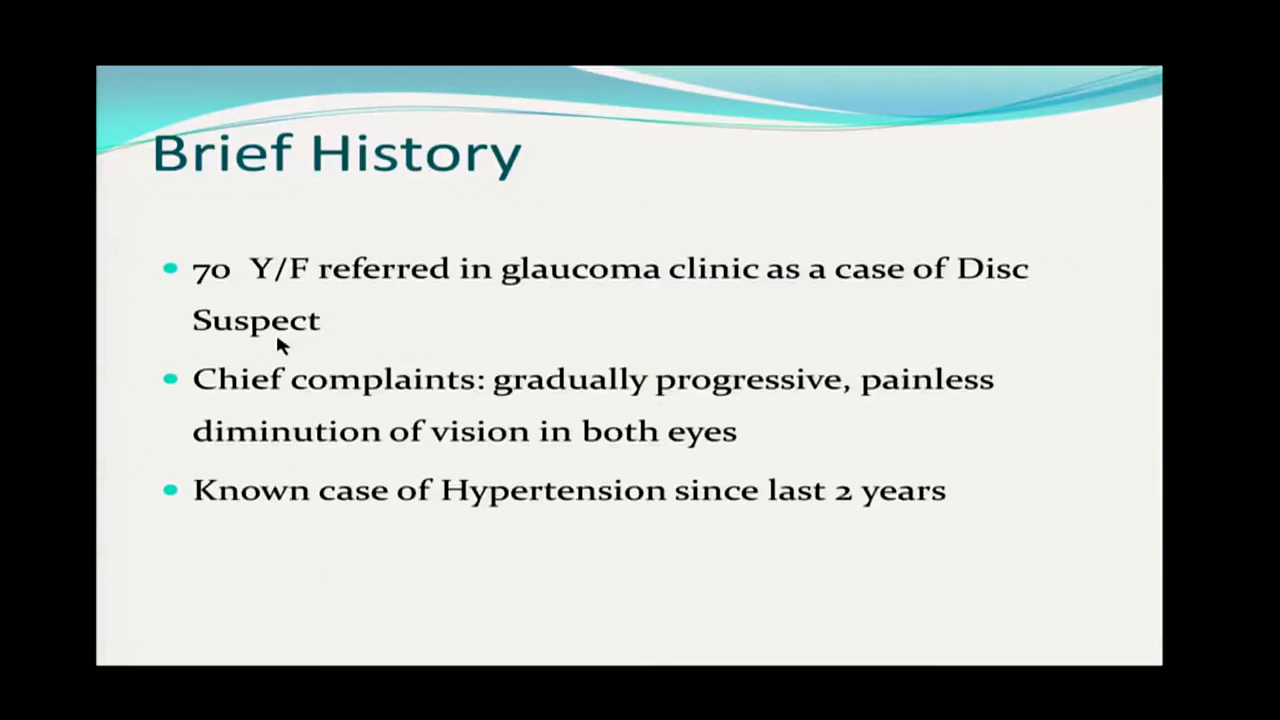 Brief History
• 70 Y/F referred in glaucoma clinic as a case of Disc
Suspect
• Chief complaints: gradually progressive, painless
diminution of vision in both eyes
• Known case of Hypertension since last 2 years